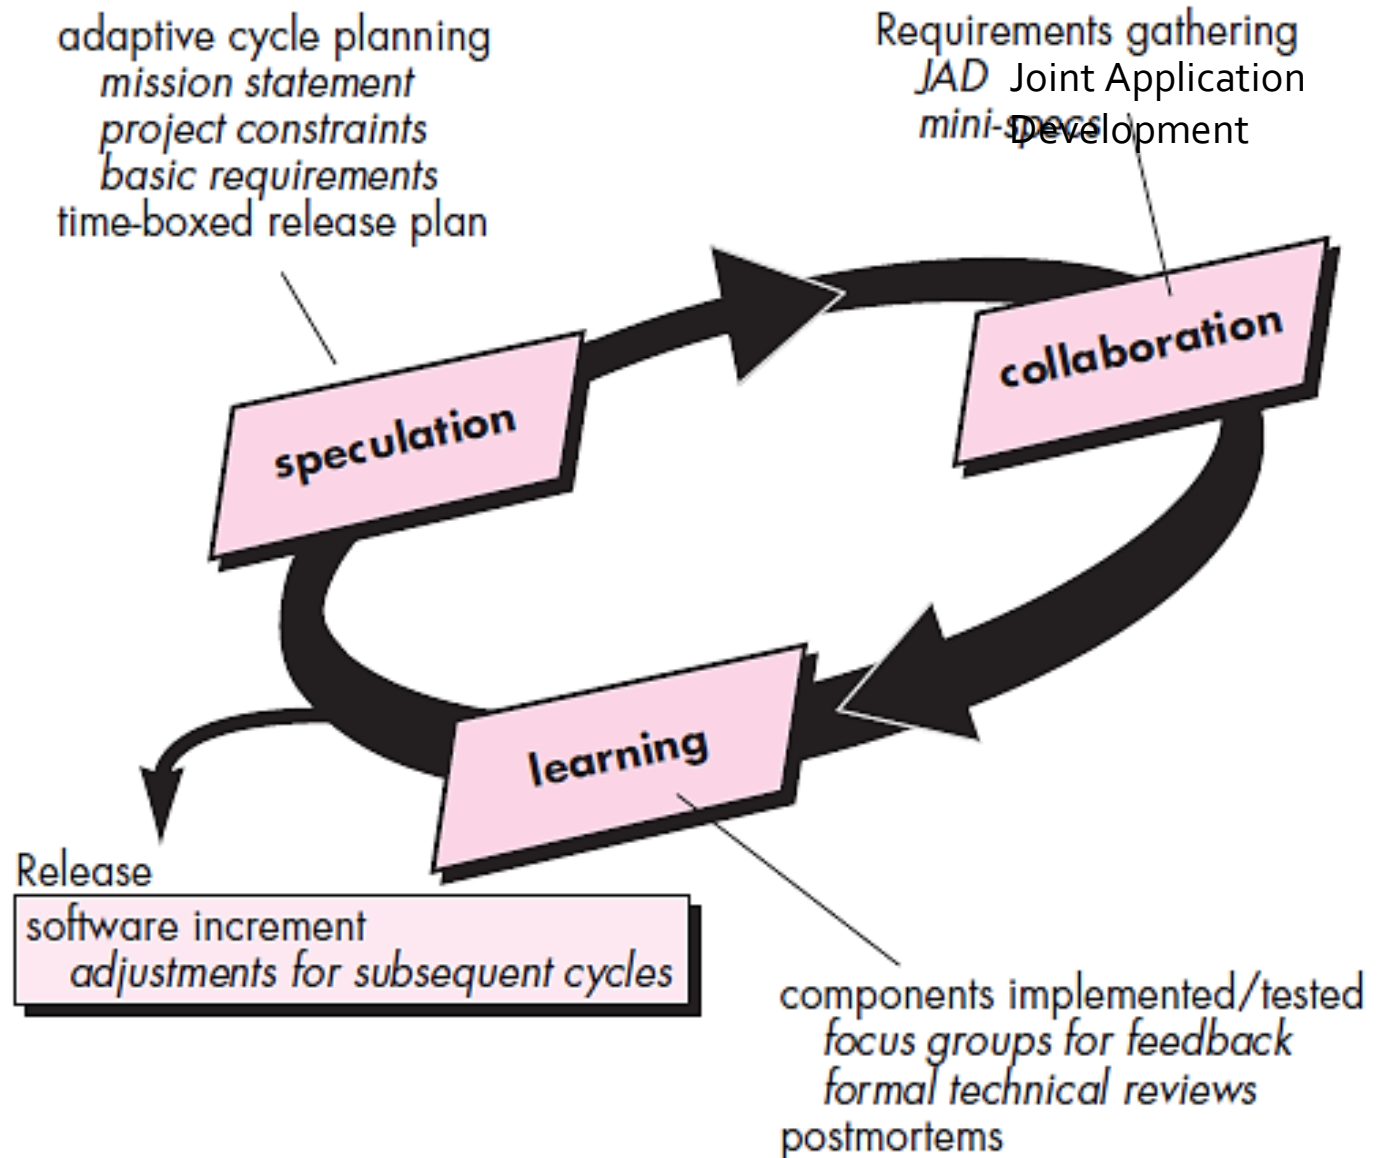 adaptive cycle planning
mission statement
project constraints
basic requirements
time-boxed release plan
Requirements gathering
JAD Joint Application
mini-specs Development
speculation
collaboration
learning
Release
software increment
adjustments for subsequent cycles
components implemented/tested
focus groups for feedback
formal technical reviews
postmortems